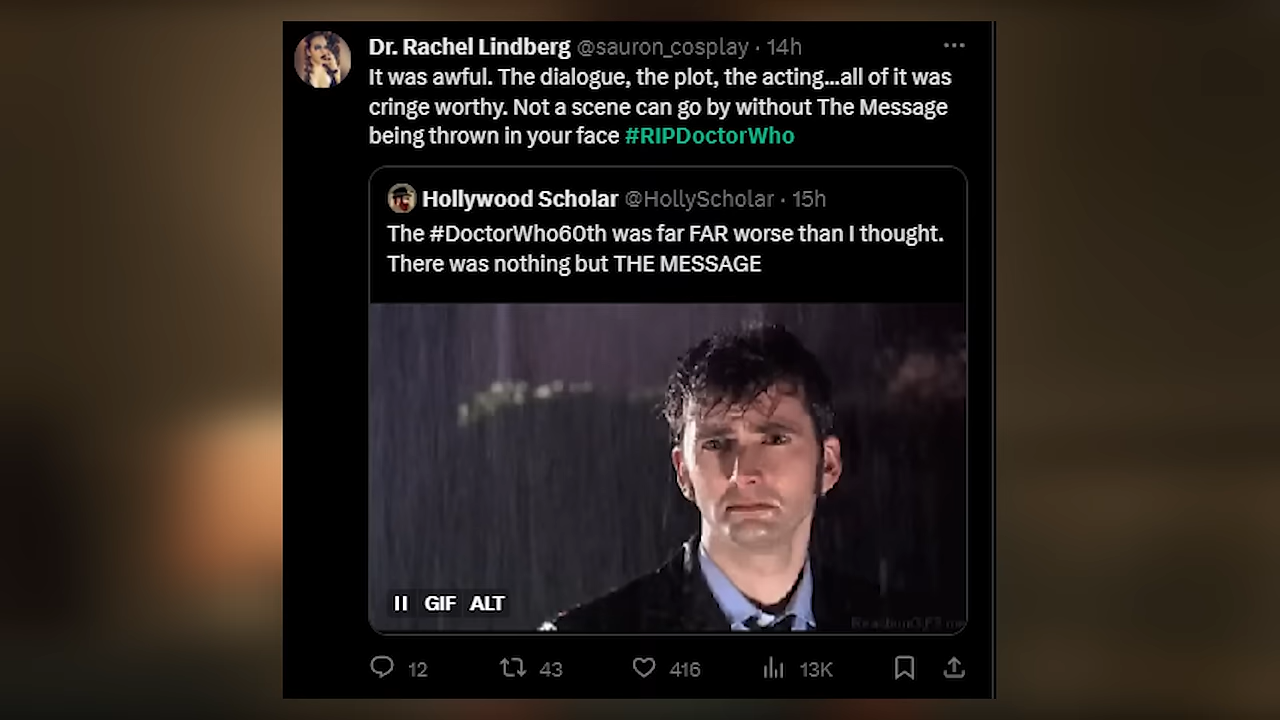 Dr. Rachel Lindberg @sauron_cosplay · 14h
It was awful. The dialogue, the plot, the acting...all of it was
cringe worthy. Not a scene can go by without The Message
being thrown in your face #RIPDoctorWho
Hollywood Scholar @HollyScholar · 15h
The #DoctorWho60th was far FAR worse than I thought.
There was nothing but THE MESSAGE
GIF ALT
12 43 416 13K